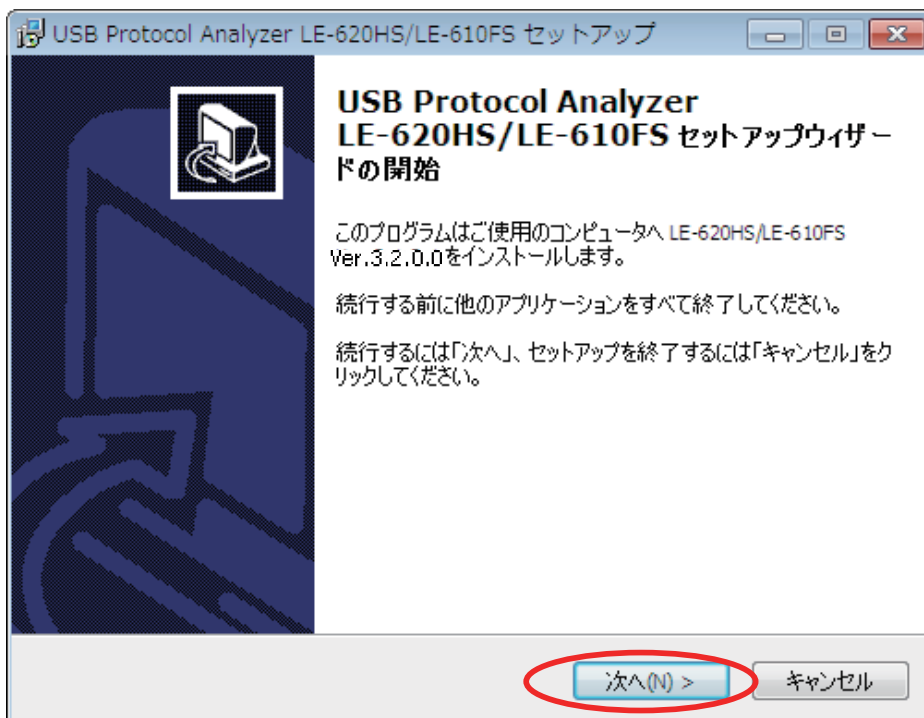 USB Protocol Analyzer LE-620HS/LE-610FS セットアップ
USB Protocol Analyzer
LE-620HS/LE-610FS セットアップウィザー
ドの開始
このプログラムはご使用のコンピュータへ LE-620HS/LE-610FS
Ver.3.2.0.0をインストールします。
続行する前に他のアプリケーションをすべて終了してください。
続行するには「次へ」、セットアップを終了するには「キャンセル」をク
リックしてください。
次へ(N) >
キャンセル